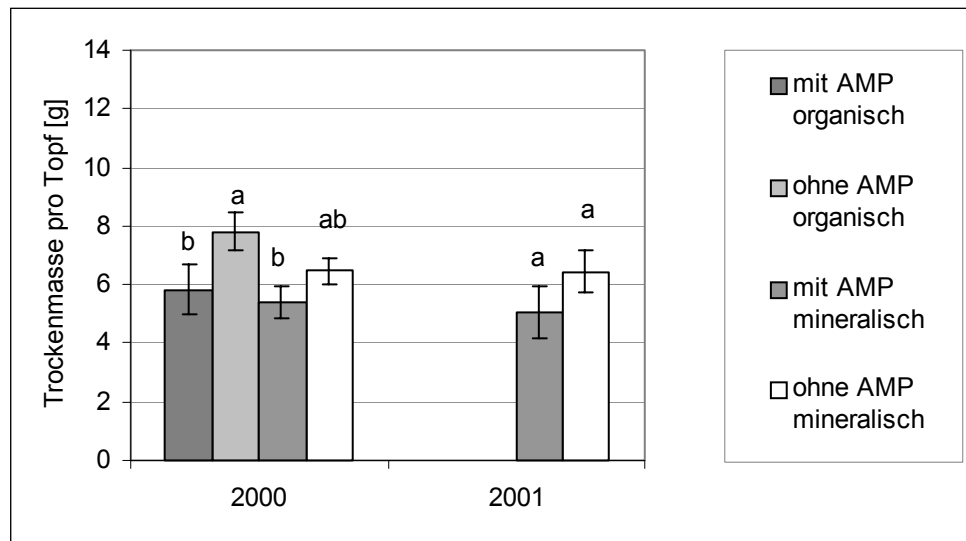 Trockenmasse pro Topf [g]
14
12
10
8
6
4
2
0
b
a
b
ab
a
a
2000
2001
mit AMP
organisch
ohne AMP
organisch
mit AMP
mineralisch
ohne AMP
mineralisch